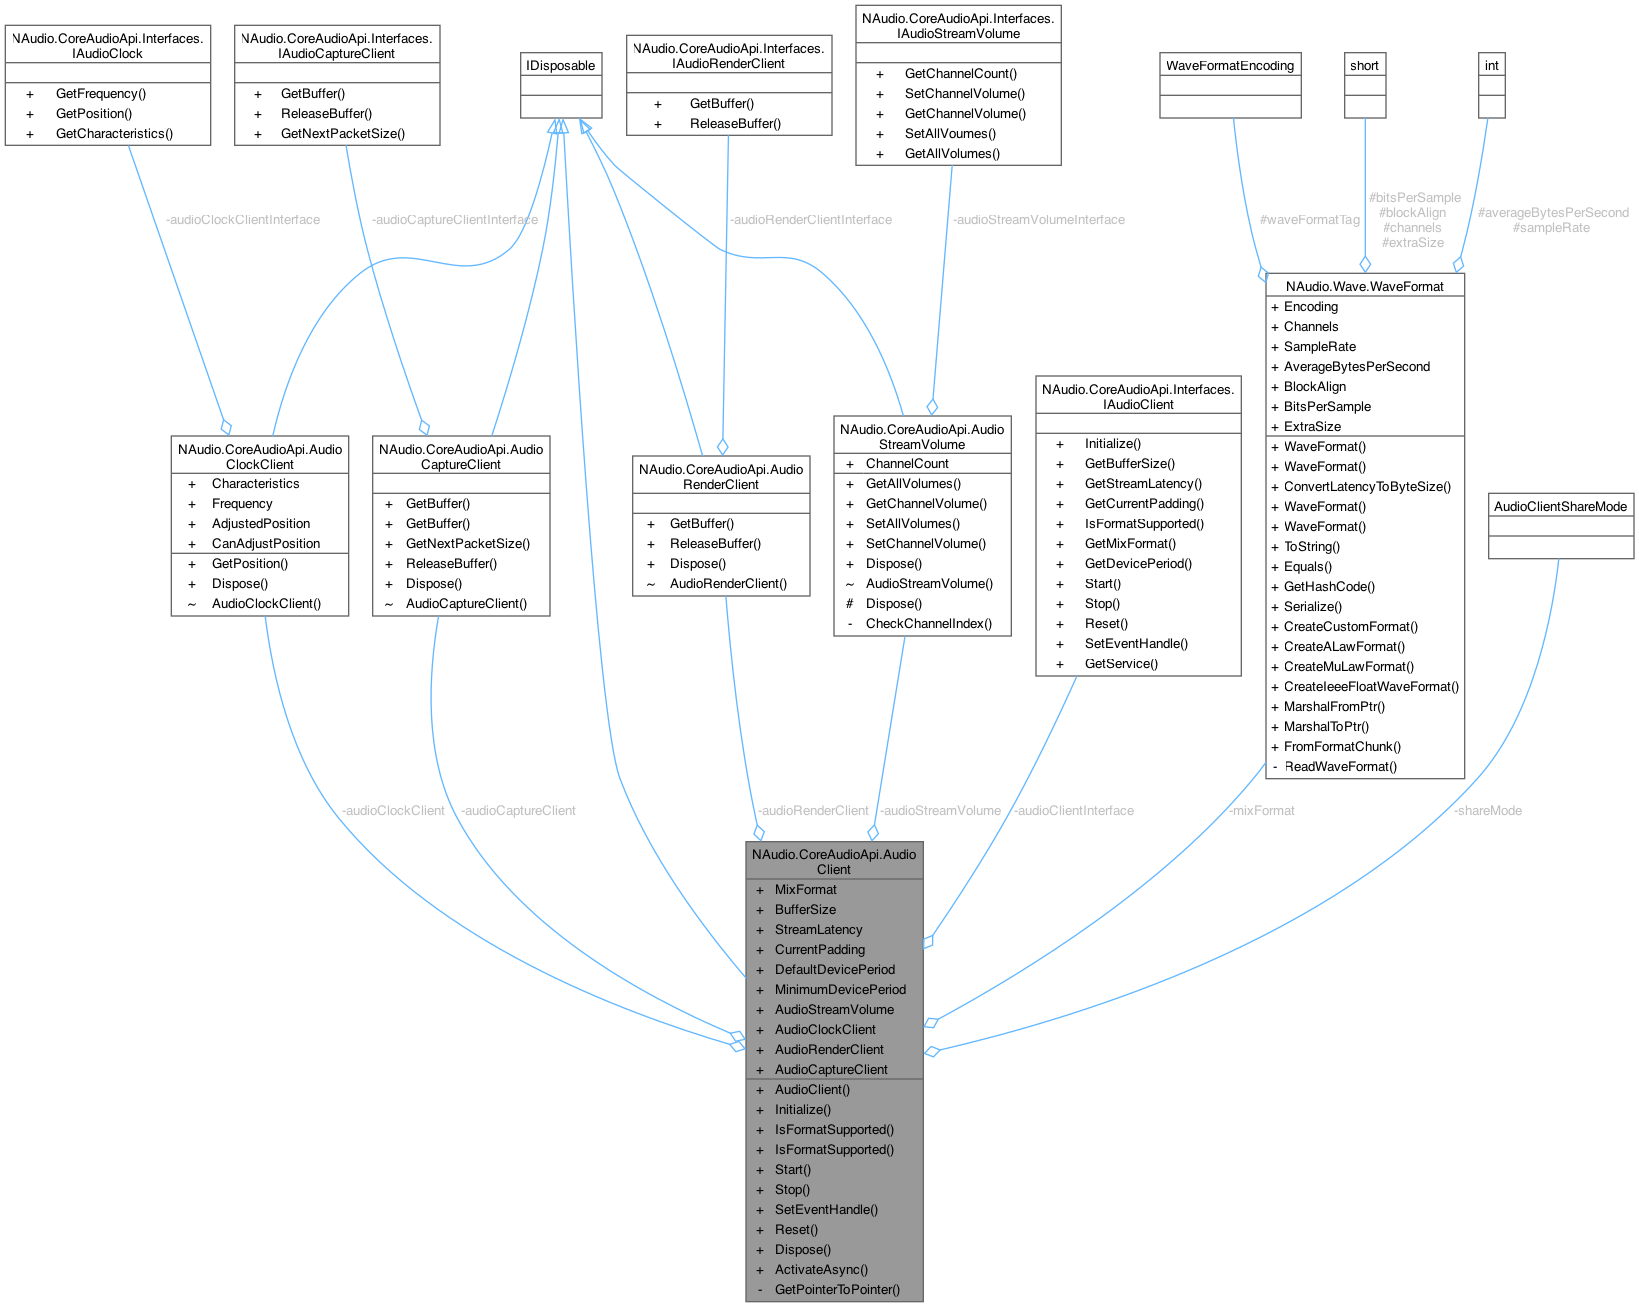 NAudio.CoreAudioApi.Interfaces.
IAudioClock
+ GetFrequency()
+ GetPosition()
+ GetCharacteristics()
NAudio.CoreAudioApi.Interfaces.
IAudioCaptureClient
+ GetBuffer()
+ ReleaseBuffer()
+ GetNextPacketSize()
IDisposable
NAudio.CoreAudioApi.Interfaces.
IAudioRenderClient
+ GetBuffer()
+ ReleaseBuffer()
NAudio.CoreAudioApi.Interfaces.
IAudioStreamVolume
+ GetChannelCount()
+ SetChannelVolume()
+ GetChannelVolume()
+ SetAllVoumes()
+ GetAllVolumes()
WaveFormatEncoding
short
int
-audioClockClientInterface
-audioCaptureClientInterface
-audioRenderClientInterface
-audioStreamVolumeInterface
#waveFormatTag
#bitsPerSample
#blockAlign
#channels
#extraSize
#averageBytesPerSecond
#sampleRate
NAudio.CoreAudioApi.Audio
ClockClient
+ Characteristics
+ Frequency
+ AdjustedPosition
+ CanAdjustPosition
+ GetPosition()
+ Dispose()
~ AudioClockClient()
NAudio.CoreAudioApi.Audio
CaptureClient
+ GetBuffer()
+ GetBuffer()
+ GetNextPacketSize()
+ ReleaseBuffer()
+ Dispose()
~ AudioCaptureClient()
NAudio.CoreAudioApi.Audio
RenderClient
+ GetBuffer()
+ ReleaseBuffer()
+ Dispose()
~ AudioRenderClient()
NAudio.CoreAudioApi.Audio
StreamVolume
+ ChannelCount
+ GetAllVolumes()
+ GetChannelVolume()
+ SetAllVolumes()
+ SetChannelVolume()
+ Dispose()
~ AudioStreamVolume()
# Dispose()
- CheckChannelIndex()
NAudio.CoreAudioApi.Interfaces.
IAudioClient
+ Initialize()
+ GetBufferSize()
+ GetStreamLatency()
+ GetCurrentPadding()
+ IsFormatSupported()
+ GetMixFormat()
+ GetDevicePeriod()
+ Start()
+ Stop()
+ Reset()
+ SetEventHandle()
+ GetService()
NAudio.Wave.WaveFormat
+ Encoding
+ Channels
+ SampleRate
+ AverageBytesPerSecond
+ BlockAlign
+ BitsPerSample
+ ExtraSize
+ WaveFormat()
+ WaveFormat()
+ ConvertLatencyToByteSize()
+ WaveFormat()
+ WaveFormat()
+ ToString()
+ Equals()
+ GetHashCode()
+ Serialize()
+ CreateCustomFormat()
+ CreateALawFormat()
+ CreateMuLawFormat()
+ CreateIeeeFloatWaveFormat()
+ MarshalFromPtr()
+ MarshalToPtr()
+ FromFormatChunk()
- ReadWaveFormat()
AudioClientShareMode
-audioClockClient
-audioCaptureClient
-audioRenderClient
-audioStreamVolume
-audioClientInterface
-mixFormat
-shareMode
NAudio.CoreAudioApi.Audio
Client
+ MixFormat
+ BufferSize
+ StreamLatency
+ CurrentPadding
+ DefaultDevicePeriod
+ MinimumDevicePeriod
+ AudioStreamVolume
+ AudioClockClient
+ AudioRenderClient
+ AudioCaptureClient
+ AudioClient()
+ Initialize()
+ IsFormatSupported()
+ IsFormatSupported()
+ Start()
+ Stop()
+ SetEventHandle()
+ Reset()
+ Dispose()
+ ActivateAsync()
- GetPointerToPointer()